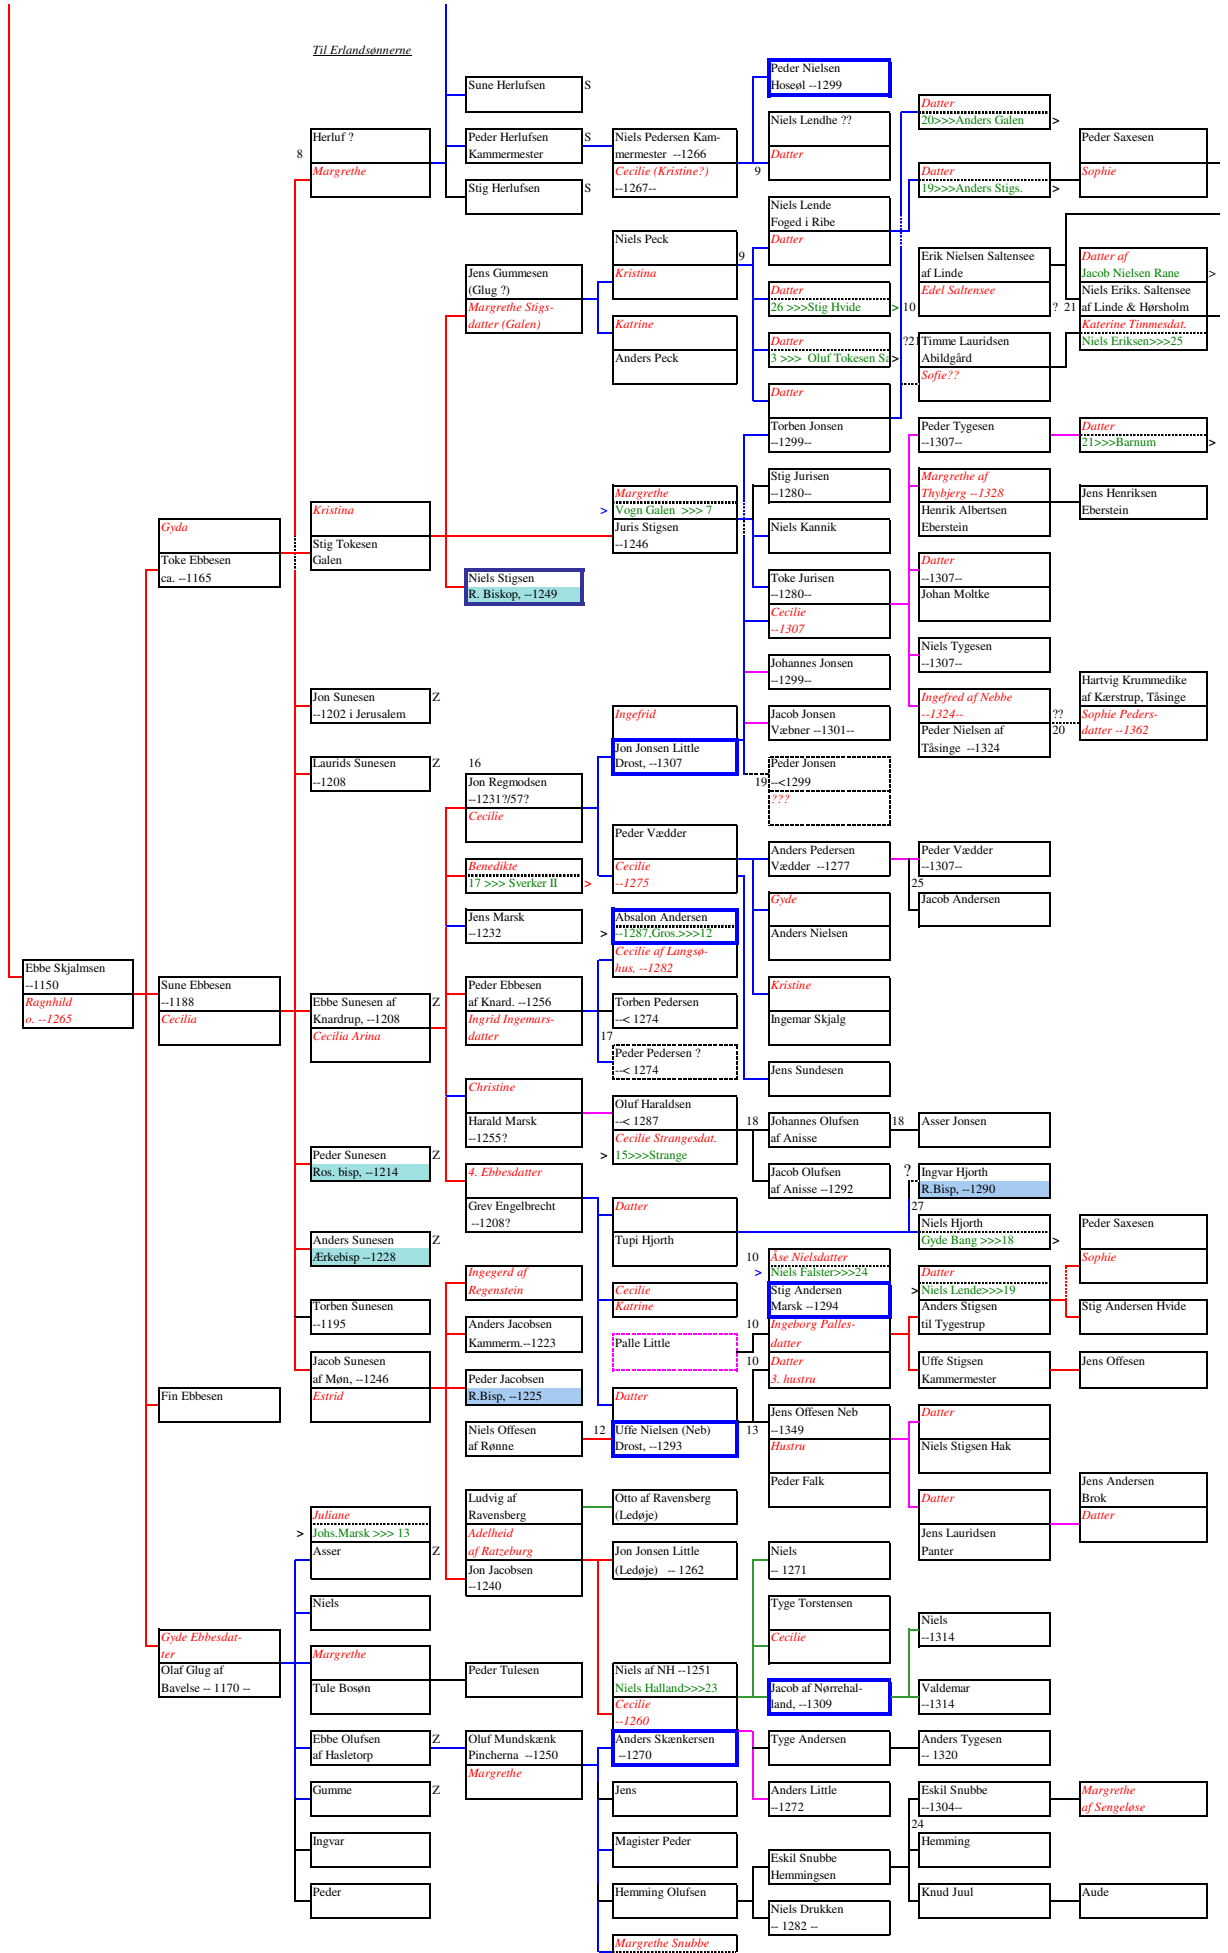 Til Erlandsønnerne
Ebbe Skjalmsen
--1150
Ragnhild
o. --1265
Gyda
Toke Ebbesen
ca. --1165
Sune Ebbesen
--1188
Cecilia
Fin Ebbesen
Gyde Ebbesdat-
ter
Olaf Glug af
Bavelse -- 1170 --
8
Herluf ?
Margrethe
Kristina
Stig Tokesen
Galen
Jon Sunesen Z
--1202 i Jerusalem
Laurids Sunesen Z
--1208
Ebbe Sunesen af Z
Knardrup, --1208
Cecilia Arina
Peder Sunesen Z
Ros. bisp, --1214
Anders Sunesen Z
Ærkebisp --1228
Torben Sunesen
--1195
Jacob Sunesen
af Møn, --1246
Estrid
Juliane
> Johs.Marsk >>> 13
Asser Z
Niels
Margrethe
Tule Bosøn
Ebbe Olufsen Z
af Hasletorp
Gumme Z
Ingvar
Peder
Sune Herlufsen S
Peder Herlufsen S
Kammermester
Stig Herlufsen S
Jens Gummesen
(Glug ?)
Margrethe Stigs-
datter (Galen)
Niels Stigsen
R. Biskop, --1249
16
Jon Regmodsen
--1231?/57?
Cecilie
Benedikte
17 >>> Sverker II >
Jens Marsk
--1232
Peder Ebbesen
af Knard. --1256
Ingrid Ingemars-
datter
Christine
Harald Marsk
--1255?
4. Ebbesdatter
Grev Engelbrecht
--1208?
Ingegerd af
Regenstein
Anders Jacobsen
Kammerm.--1223
Peder Jacobsen
R.Bisp, --1225
Niels Offesen
af Rønne
Ludvig af
Ravensberg
Adelheid
af Ratzeburg
Jon Jacobsen
--1240
Peder Tulesen
Oluf Mundskænk
Pincherna --1250
Margrethe
Niels Pedersen Kam-
mermester --1266
Cecilie (Kristine?)
--1267--
Niels Peck
Kristina
Katrine
Anders Peck
Margrethe
> Vogn Galen >>> 7
Juris Stigsen
--1246
Ingefrid
Jon Jonsen Little
Drost, --1307
Peder Vædder
Cecilie
--1275
Absalon Andersen
> --1287,Gros.>>>12
Cecilie af Langsø-
hus, --1282
Torben Pedersen
--< 1274
17
Peder Pedersen ?
--< 1274
Oluf Haraldsen
--< 1287
Cecilie Strangesdat.
> 15>>>Strange
Datter
Tupi Hjorth
Cecilie
Katrine
Palle Little
Datter
12 Uffe Nielsen (Neb)
Drost, --1293
Otto af Ravensberg
(Ledøje)
Jon Jonsen Little
(Ledøje) -- 1262
Niels af NH --1251
Niels Halland>>>23
Cecilie
--1260
Anders Skænkersen
--1270
Jens
Magister Peder
Hemming Olufsen
Margrethe Snubbe
Peder Nielsen
Hoseøl --1299
Niels Lendhe ??
Datter
9
Niels Lende
Foged i Ribe
Datter
9
Datter
26 >>>Stig Hvide >
Datter
3 >>> Oluf Tokesen Sa >
Datter
Torben Jonsen
--1299--
Stig Jurisen
--1280--
Niels Kannik
Toke Jurisen
--1280--
Cecilie
--1307
Johannes Jonsen
--1299--
Jacob Jonsen
Væbner --1301--
Peder Jonsen
19 --<1299
???
Anders Pedersen
Vædder --1277
Gyde
Anders Nielsen
Kristine
Ingemar Skjalg
Jens Sundesen
18 Johannes Olufsen
af Anisse
Jacob Olufsen
af Anisse --1292
10 Åse Nielsdatter
> Niels Falster>>>24
Stig Andersen
Marsk --1294
10 Ingeborg Palles-
datter
10 Datter
3. hustru
Jens Offesen Neb
13 --1349
Hustru
Peder Falk
Niels
-- 1271
Tyge Torstensen
Cecilie
Jacob af Nørrehal-
land, --1309
Tyge Andersen
Anders Little
--1272
Eskil Snubbe
Hemmingsen
Niels Drukken
-- 1282 --
Datter
20>>>Anders Galen >
Datter
19>>>Anders Stigs. >
Erik Nielsen Saltensee
af Linde
10 Edel Saltensee
?21 Timme Lauridsen
Abildgård
Sofie??
Peder Tygesen
--1307--
Margrethe af
Thybjerg --1328
Henrik Albertsen
Eberstein
Datter
--1307--
Johan Moltke
Niels Tygesen
--1307--
Ingefred af Nebbe
--1324--
Peder Nielsen af
Tåsinge --1324
Peder Vædder
--1307--
25
Jacob Andersen
18 Asser Jonsen
? Ingvar Hjorth
R.Bisp, --1290
27
Niels Hjorth
Gyde Bang >>>18 >
Datter
> Niels Lende>>>19
Anders Stigsen
til Tygestrup
Uffe Stigsen
Kammermester
Datter
Niels Stigsen Hak
Datter
Jens Lauridsen
Panter
Niels
--1314
Valdemar
--1314
Anders Tygesen
-- 1320
Eskil Snubbe
--1304--
24
Hemming
Knud Juul
Peder Saxesen
Sophie
Datter af
Jacob Nielsen Rane >
Niels Eriks. Saltensee
? 21 af Linde & Hørsholm
Katerine Timmesdat.
Niels Eriksen>>>25
Datter
21>>>Barnum >
Jens Henriksen
Eberstein
Hartvig Krummedike
af Kærstrup, Tåsinge
?? Sophie Peders-
20 datter --1362
Peder Saxesen
Sophie
Stig Andersen Hvide
Jens Offesen
Jens Andersen
Brok
Datter
Margrethe
af Sengeløse
Aude